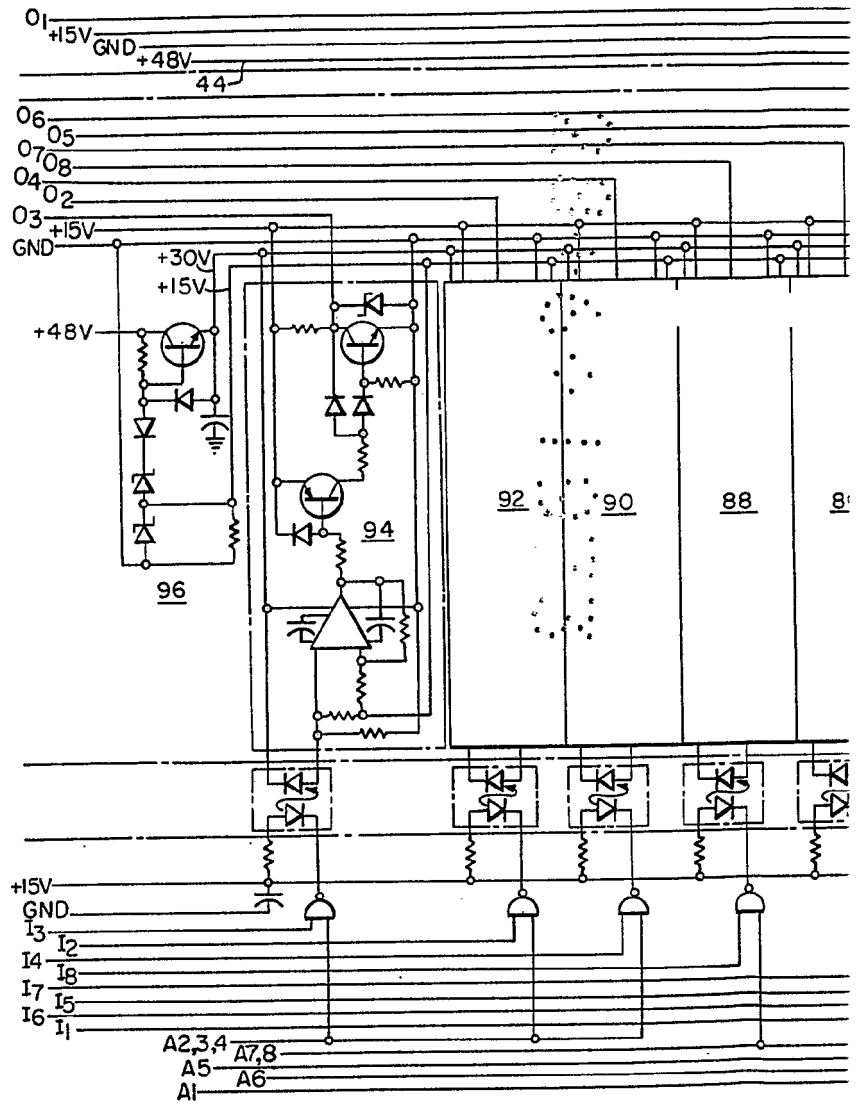 O1
+15V
GND
+48V
44
O6
O5
O7
O8
O4
O2
O3
+15V
GND
+30V
+15V
+48V
92
90
88
94
96
+15V
GND
I3
I2
I4
I8
I7
I5
I6
I1
A2,3,4
A7,8
A5
A6
A1